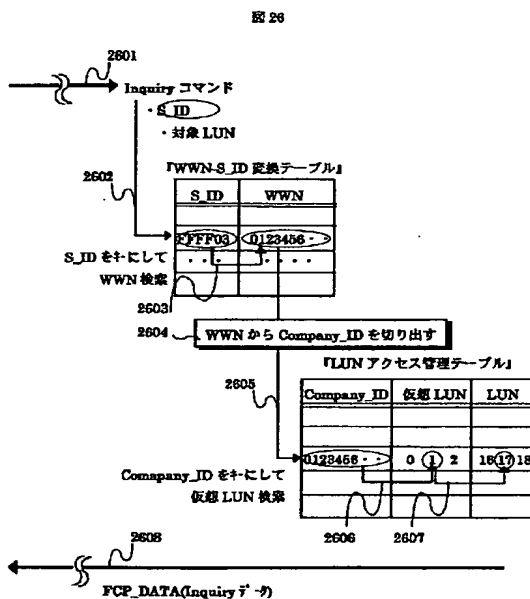 図 26
2601
Inquiry コマンド
・S_ID
・対象 LUN
2602
『WWN-S_ID 変換テーブル』
S_ID WWN
FFFF03 0123456・・
・・・ ・・・・
S_ID をキーにして
WWN 検索
2603
2604
WWN から Company_ID を切り出す
『LUN アクセス管理テーブル』
2605
Company_ID 仮想 LUN LUN
0123456・・ 0 1 2 16 17 18
Comapany_ID をキーにして
仮想 LUN 検索
2606 2607
2608
FCP_DATA(Inquiry データ)